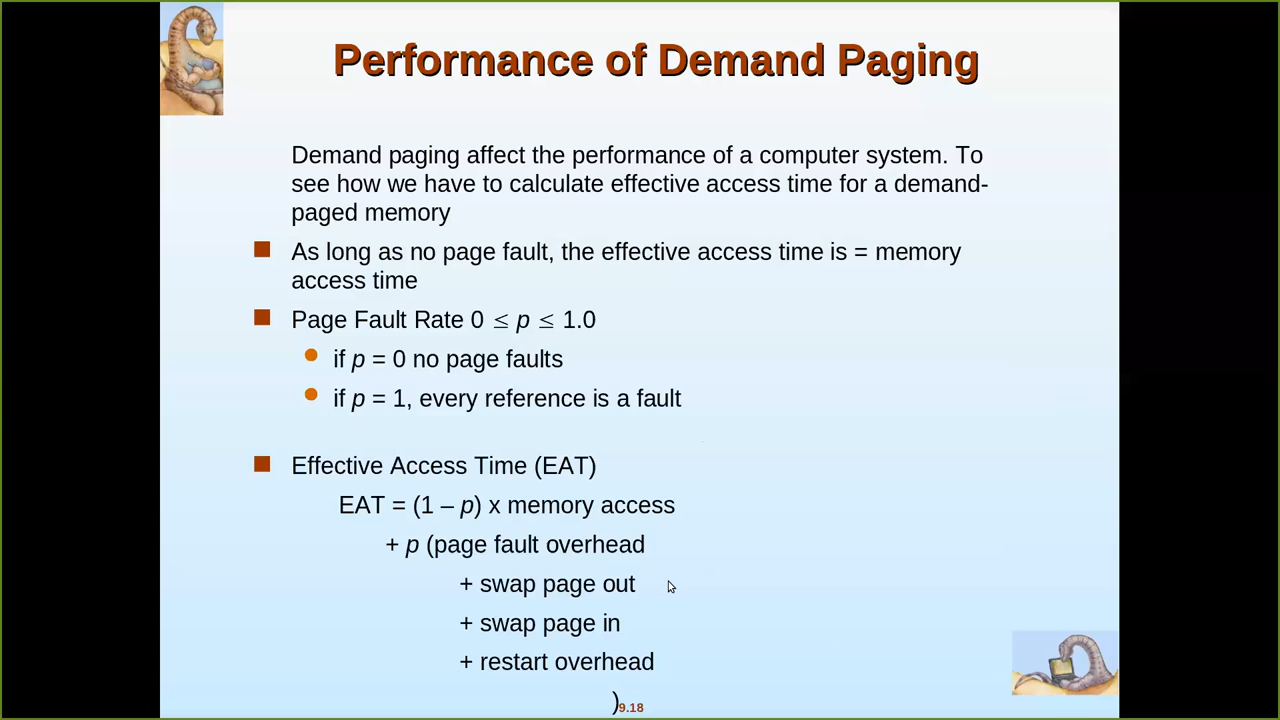 Performance of Demand Paging
Demand paging affect the performance of a computer system. To
see how we have to calculate effective access time for a demand-
paged memory
As long as no page fault, the effective access time is = memory
access time
Page Fault Rate 0 ≤ p ≤ 1.0
if p = 0 no page faults
if p = 1, every reference is a fault
Effective Access Time (EAT)
EAT = (1 – p) x memory access
+ p (page fault overhead
+ swap page out
+ swap page in
+ restart overhead
)
9.18